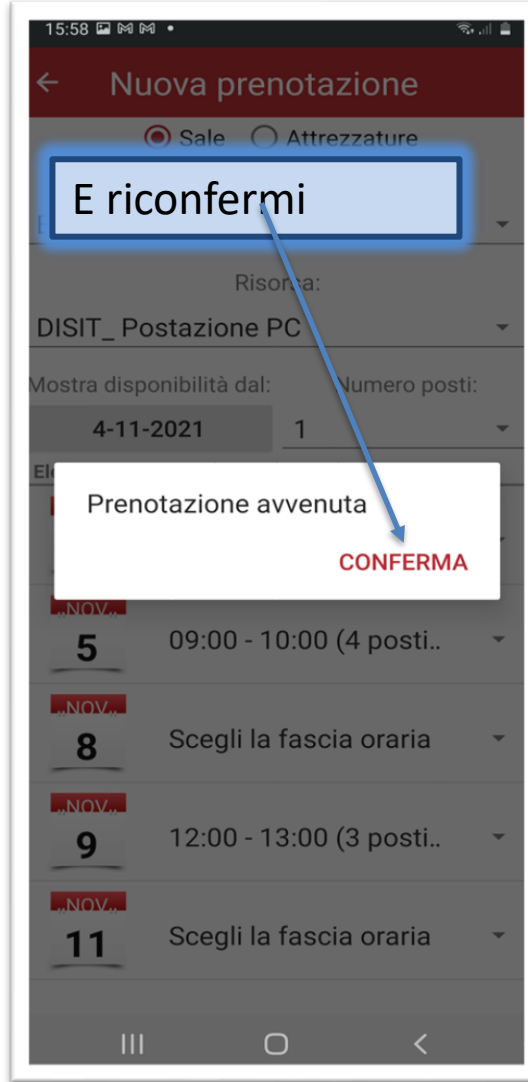 15:58
Nuova prenotazione
Sale Attrezzature
E riconfermi
Risorsa:
DISIT_ Postazione PC
Mostra disponibilità dal: Numero posti:
4-11-2021 1
Prenotazione avvenuta
CONFERMA
NOV
5 09:00 - 10:00 (4 posti..
NOV
8 Scegli la fascia oraria
NOV
9 12:00 - 13:00 (3 posti..
NOV
11 Scegli la fascia oraria